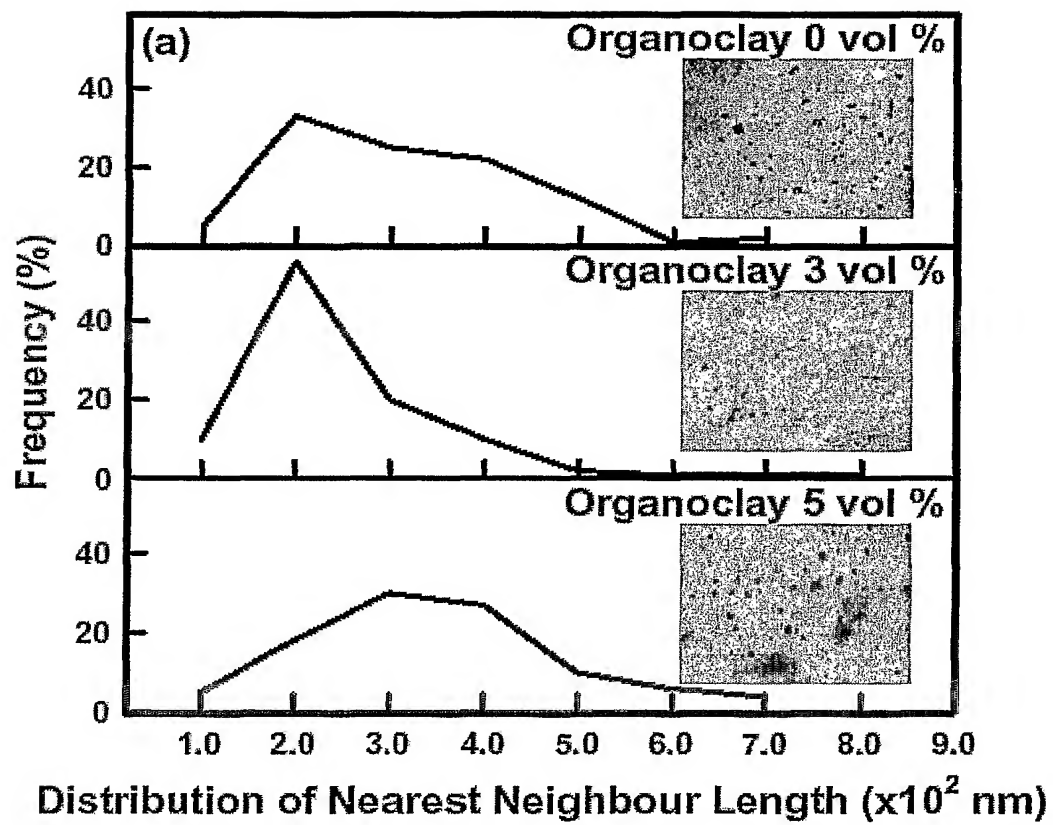 (a)
Organoclay 0 vol %
40
20
0
Organoclay 3 vol %
40
20
0
Organoclay 5 vol %
40
20
0
Frequency (%)
1.0 2.0 3.0 4.0 5.0 6.0 7.0 8.0 9.0
Distribution of Nearest Neighbour Length (x10² nm)